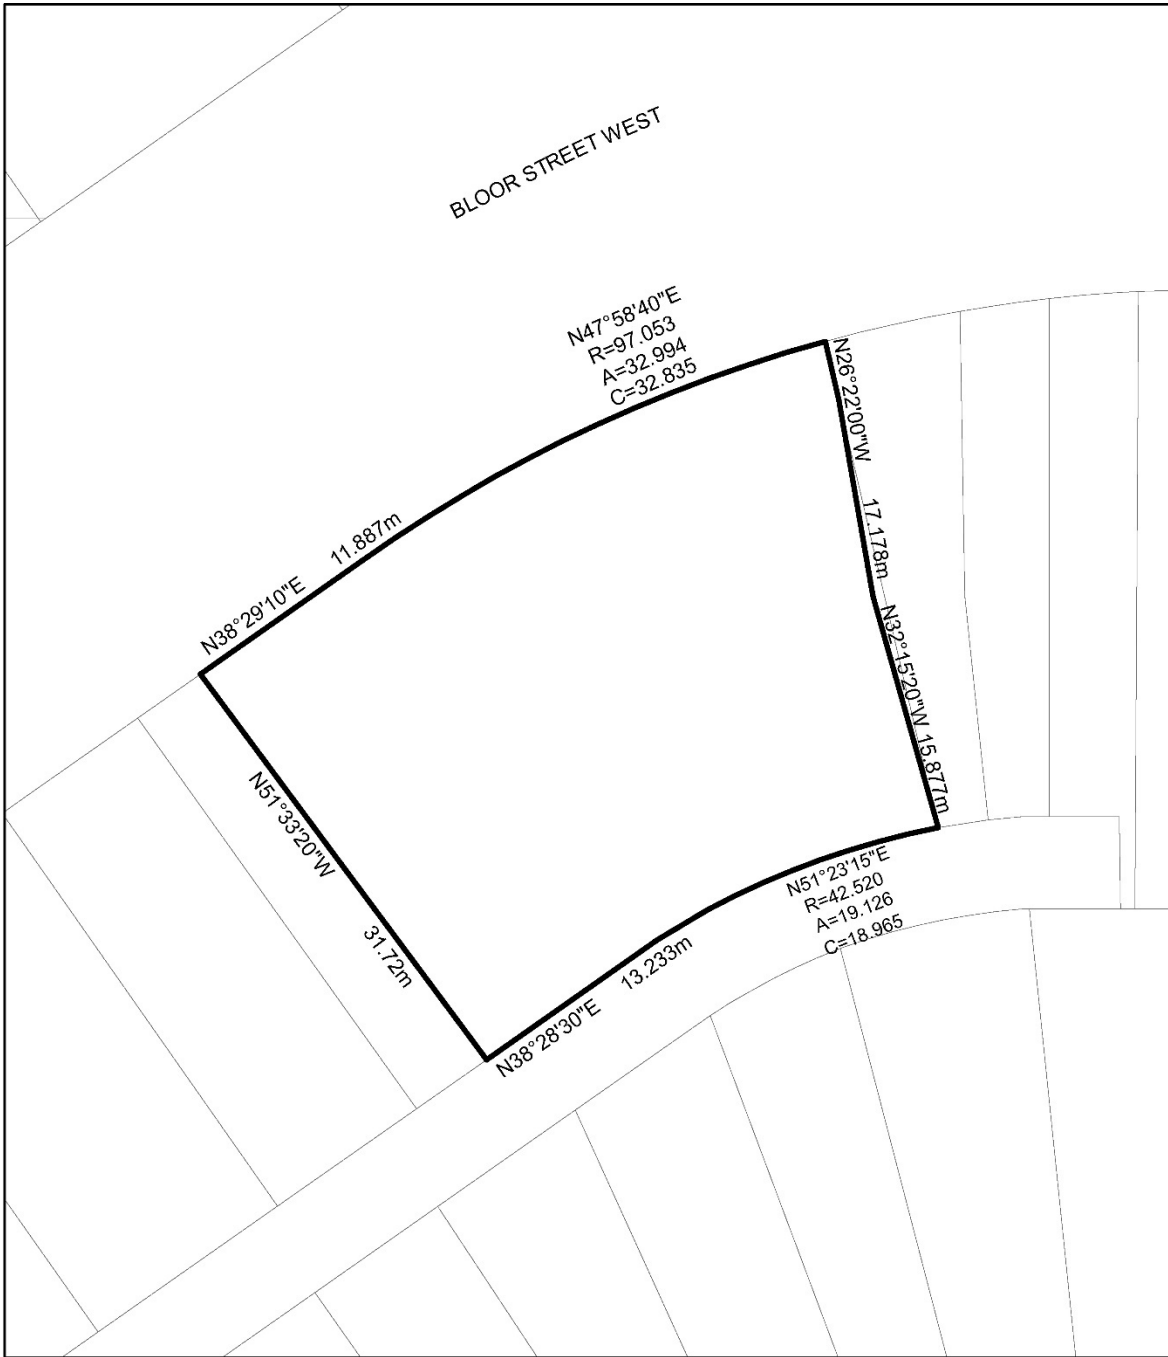 BLOOR STREET WEST
N47°58'40"E
R=97.053
A=32.994
C=32.835
N26°22'00"W
17.178m
11.887m
N38°29'10"E
N32°15'20"W 15.877m
N51°33'20"W
31.72m
N51°23'15"E
R=42.520
A=19.126
C=18.965
13.233m
N38°28'30"E